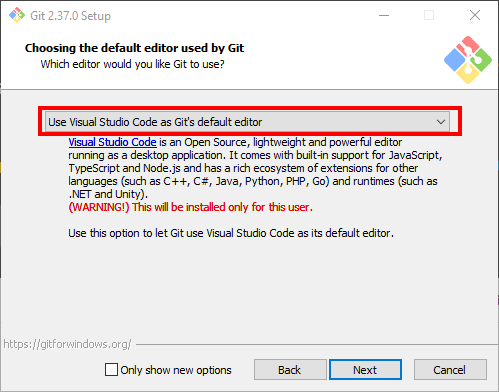 Git 2.37.0 Setup
Choosing the default editor used by Git
Which editor would you like Git to use?
Use Visual Studio Code as Git's default editor
Visual Studio Code is an Open Source, lightweight and powerful editor
running as a desktop application. It comes with built-in support for JavaScript,
TypeScript and Node.js and has a rich ecosystem of extensions for other
languages (such as C++, C#, Java, Python, PHP, Go) and runtimes (such as
.NET and Unity).
(WARNING!) This will be installed only for this user.
Use this option to let Git use Visual Studio Code as its default editor.
https://gitforwindows.org/
Only show new options
Back
Next
Cancel